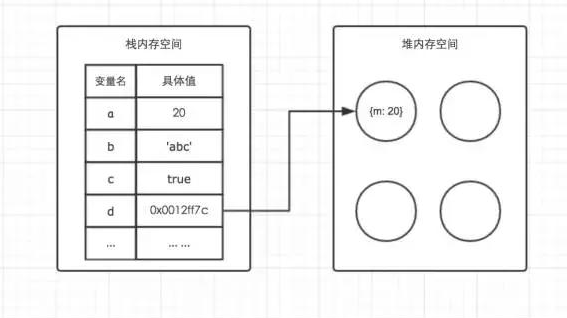 栈内存空间
变量名 具体值
a 20
b 'abc'
c true
d 0x0012ff7c
... ... ...
堆内存空间
{m: 20}